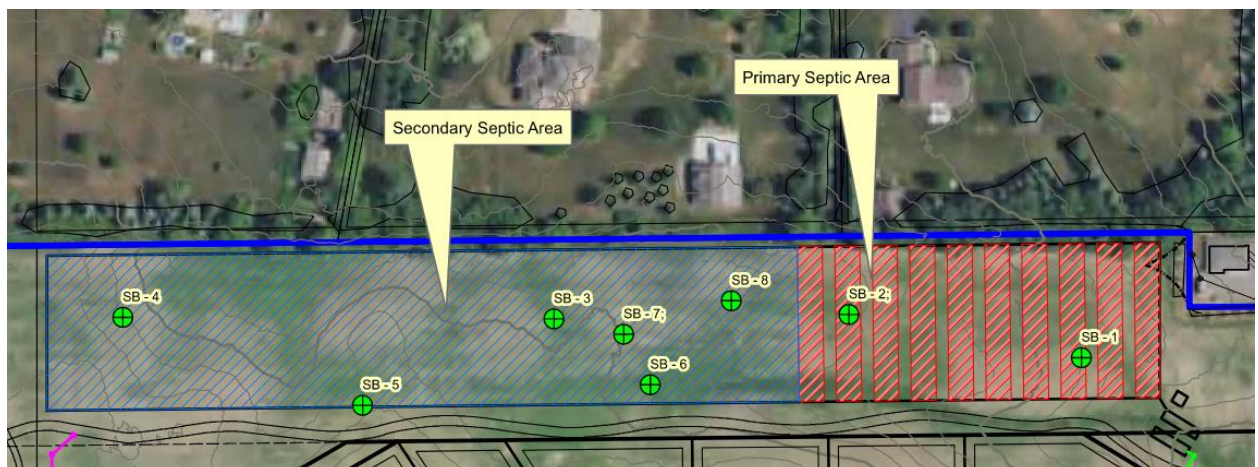 Primary Septic Area
Secondary Septic Area
SB - 4
SB - 3
SB - 7;
SB - 8
SB - 2;
SB - 1
SB - 6
SB - 5